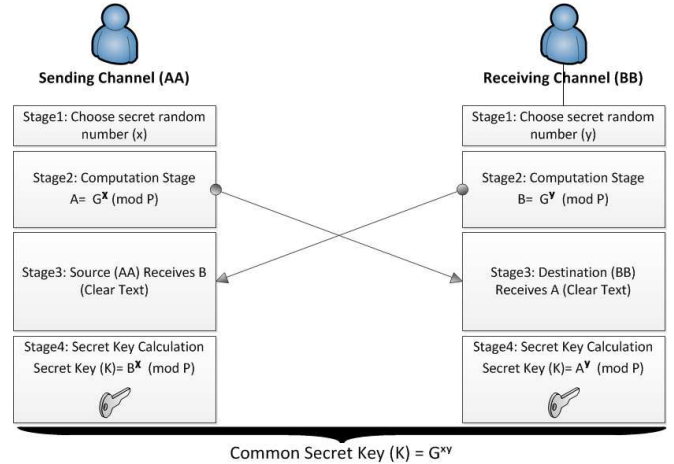 Sending Channel (AA)
Stage1: Choose secret random
number (x)
Stage2: Computation Stage
A= Gˣ (mod P)
Stage3: Source (AA) Receives B
(Clear Text)
Stage4: Secret Key Calculation
Secret Key (K)= Bˣ (mod P)
Receiving Channel (BB)
Stage1: Choose secret random
number (y)
Stage2: Computation Stage
B= Gʸ (mod P)
Stage3: Destination (BB)
Receives A (Clear Text)
Stage4: Secret Key Calculation
Secret Key (K)= Aʸ (mod P)
Common Secret Key (K) = Gˣʸ